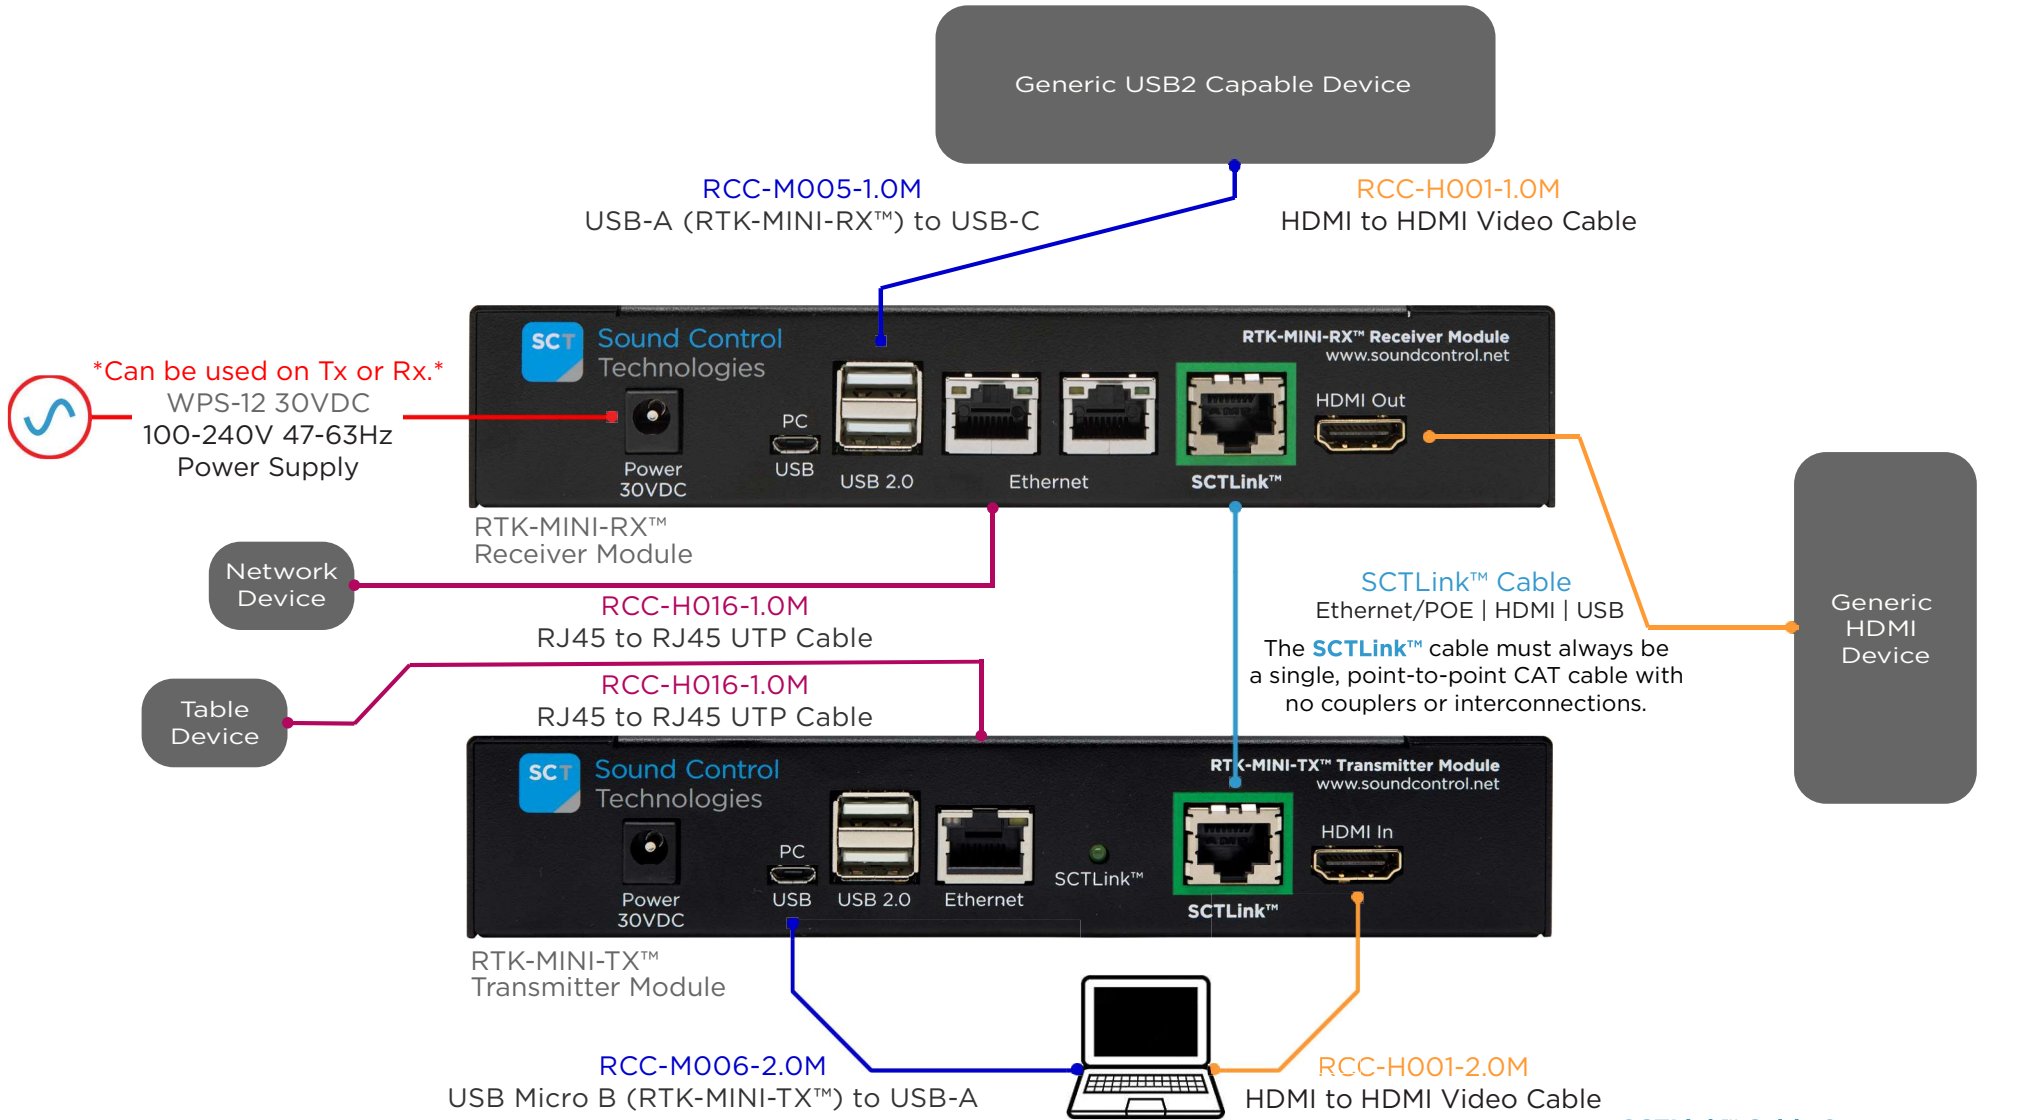 Generic USB2 Capable Device
RCC-M005-1.0M
USB-A (RTK-MINI-RX™) to USB-C
RCC-H001-1.0M
HDMI to HDMI Video Cable
*Can be used on Tx or Rx.*
WPS-12 30VDC
100-240V 47-63Hz
Power Supply
SCT
Sound Control
Technologies
RTK-MINI-RX™ Receiver Module
www.soundcontrol.net
Power
30VDC
PC
USB
USB 2.0
Ethernet
SCTLink™
HDMI Out
RTK-MINI-RX™
Receiver Module
Network
Device
RCC-H016-1.0M
RJ45 to RJ45 UTP Cable
SCTLink™ Cable
Ethernet/POE | HDMI | USB
The SCTLink™ cable must always be
a single, point-to-point CAT cable with
no couplers or interconnections.
Generic
HDMI
Device
Table
Device
RCC-H016-1.0M
RJ45 to RJ45 UTP Cable
SCT
Sound Control
Technologies
RTK-MINI-TX™ Transmitter Module
www.soundcontrol.net
Power
30VDC
PC
USB
USB 2.0
Ethernet
SCTLink™
SCTLink™
HDMI In
RTK-MINI-TX™
Transmitter Module
RCC-M006-2.0M
USB Micro B (RTK-MINI-TX™) to USB-A
RCC-H001-2.0M
HDMI to HDMI Video Cable